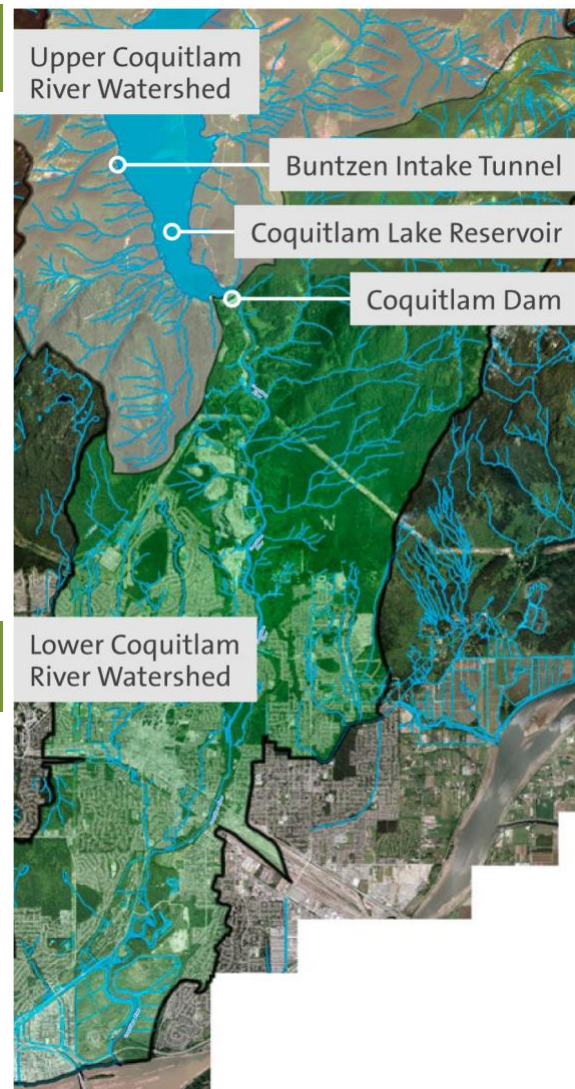 Upper Coquitlam
River Watershed
Buntzen Intake Tunnel
Coquitlam Lake Reservoir
Coquitlam Dam
Lower Coquitlam
River Watershed